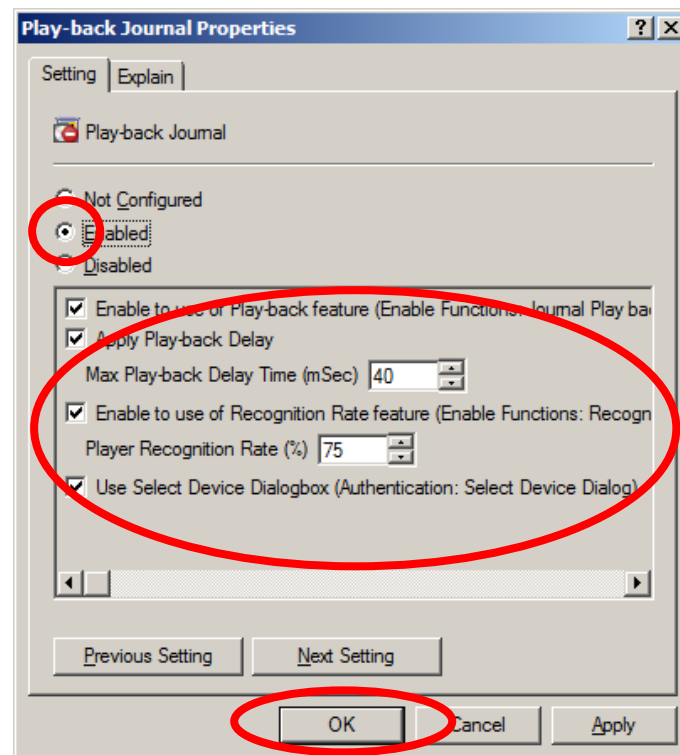 Play-back Journal Properties
Setting Explain
Play-back Journal
Not Configured
Enabled
Disabled
Enable to use of Play-back feature (Enable Functions: Journal Play ba
Apply Play-back Delay
Max Play-back Delay Time (mSec) 40
Enable to use of Recognition Rate feature (Enable Functions: Recogn
Player Recognition Rate (%) 75
Use Select Device Dialogbox (Authentication: Select Device Dialog)
Previous Setting Next Setting
OK Cancel Apply